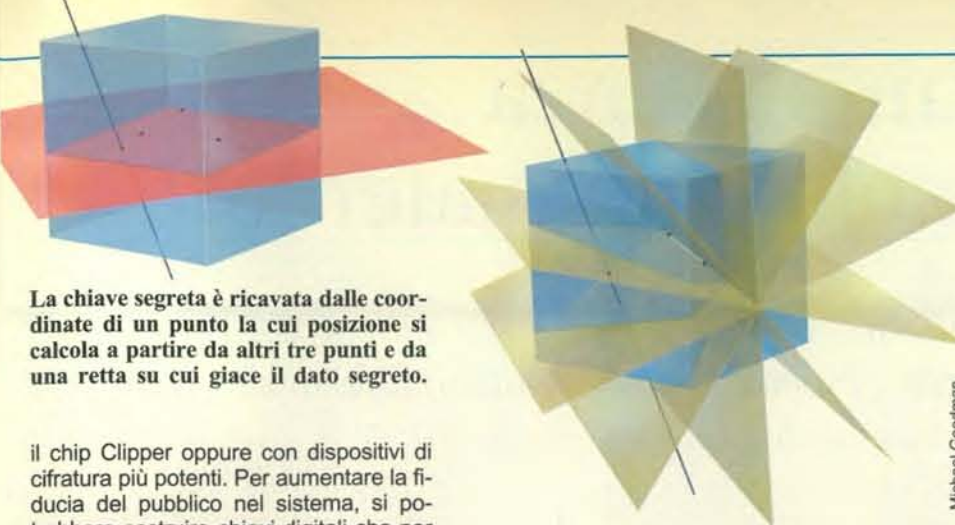 La chiave segreta è ricavata dalle coor-
dinate di un punto la cui posizione si
calcola a partire da altri tre punti e da
una retta su cui giace il dato segreto.
il chip Clipper oppure con dispositivi di
cifratura più potenti. Per aumentare la fi-
ducia del pubblico nel sistema, si po-
Michael Goodman